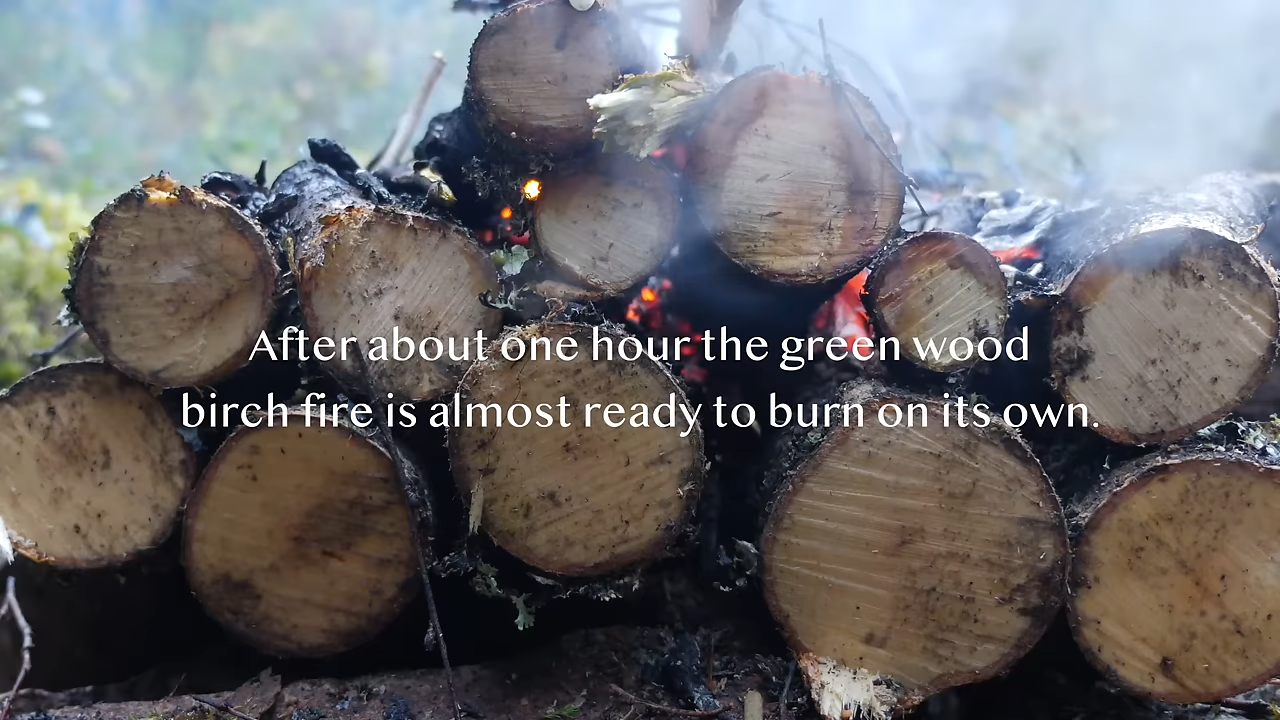 After about one hour the green wood
birch fire is almost ready to burn on its own.